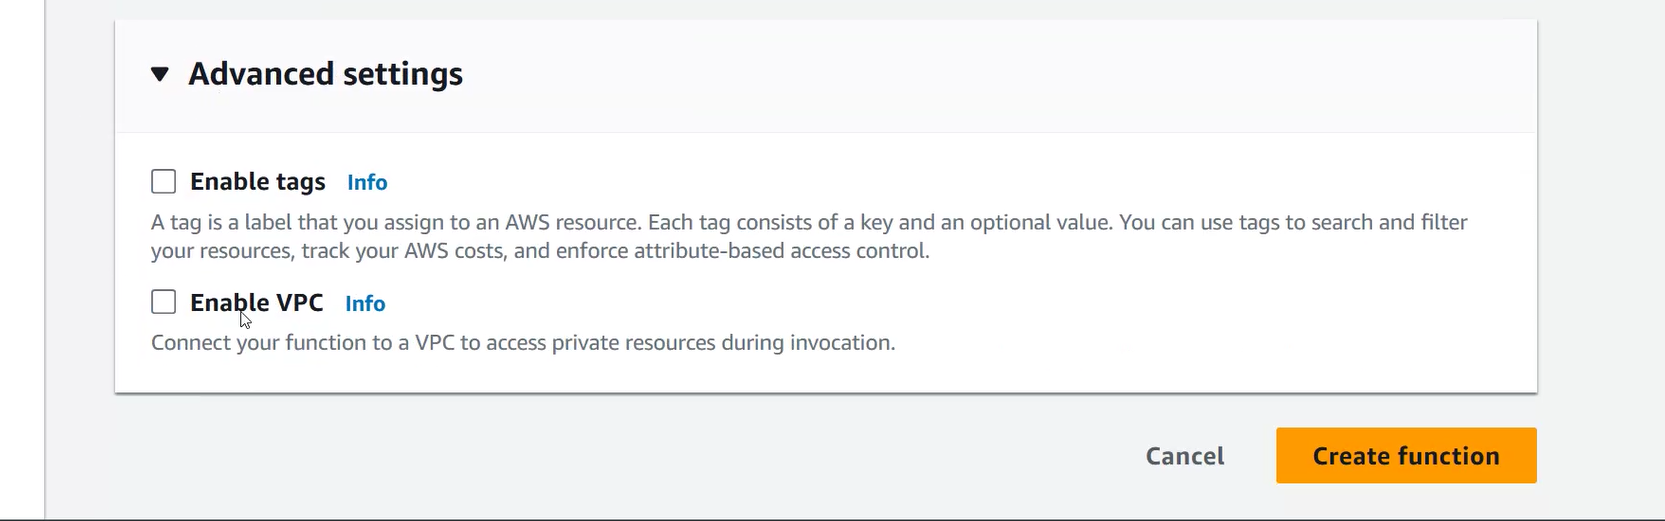 Advanced settings
Enable tags Info
A tag is a label that you assign to an AWS resource. Each tag consists of a key and an optional value. You can use tags to search and filter
your resources, track your AWS costs, and enforce attribute-based access control.
Enable VPC Info
Connect your function to a VPC to access private resources during invocation.
Cancel Create function